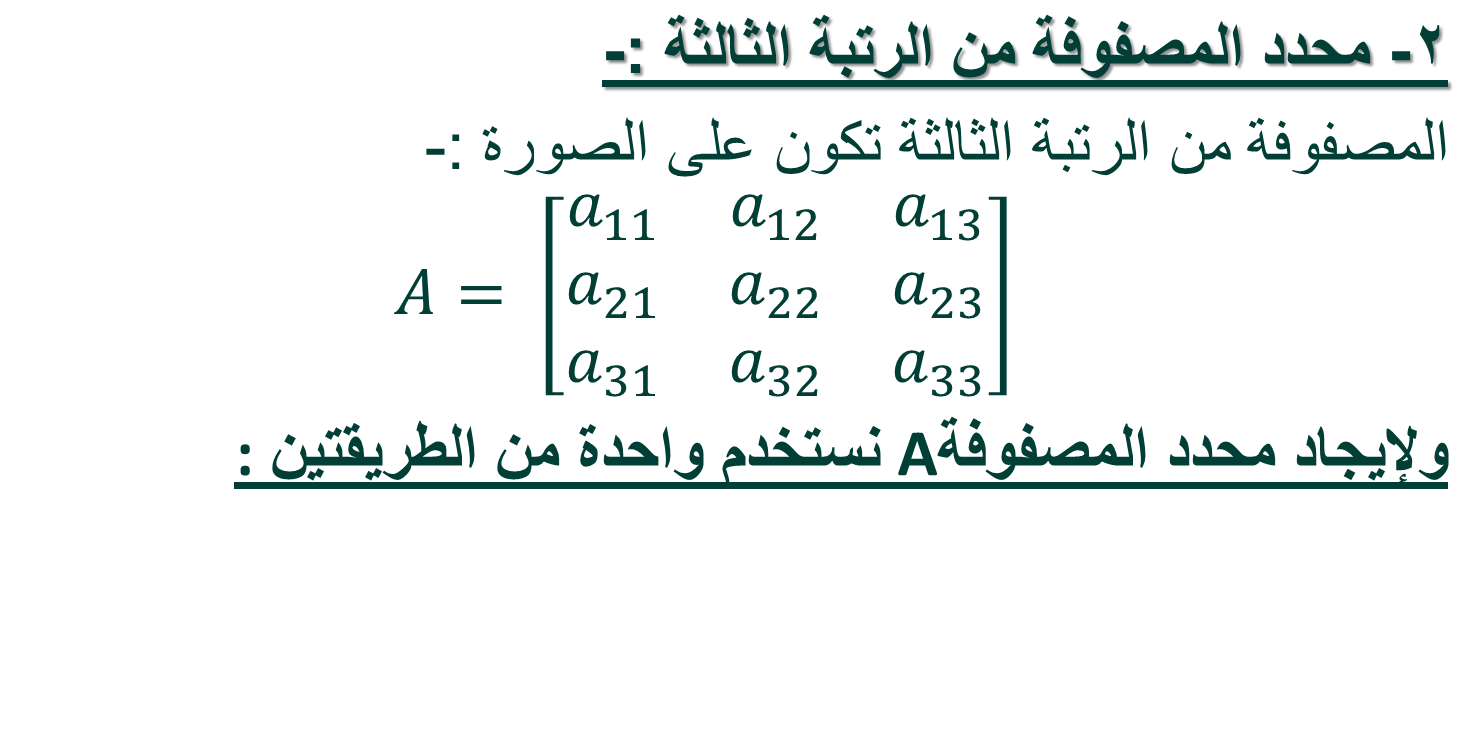 ٢- محدد المصفوفة من الرتبة الثالثة :-
المصفوفة من الرتبة الثالثة تكون على الصورة :-
A = [a11 a12 a13
a21 a22 a23
a31 a32 a33]
ولإيجاد محدد المصفوفةA نستخدم واحدة من الطريقتين :